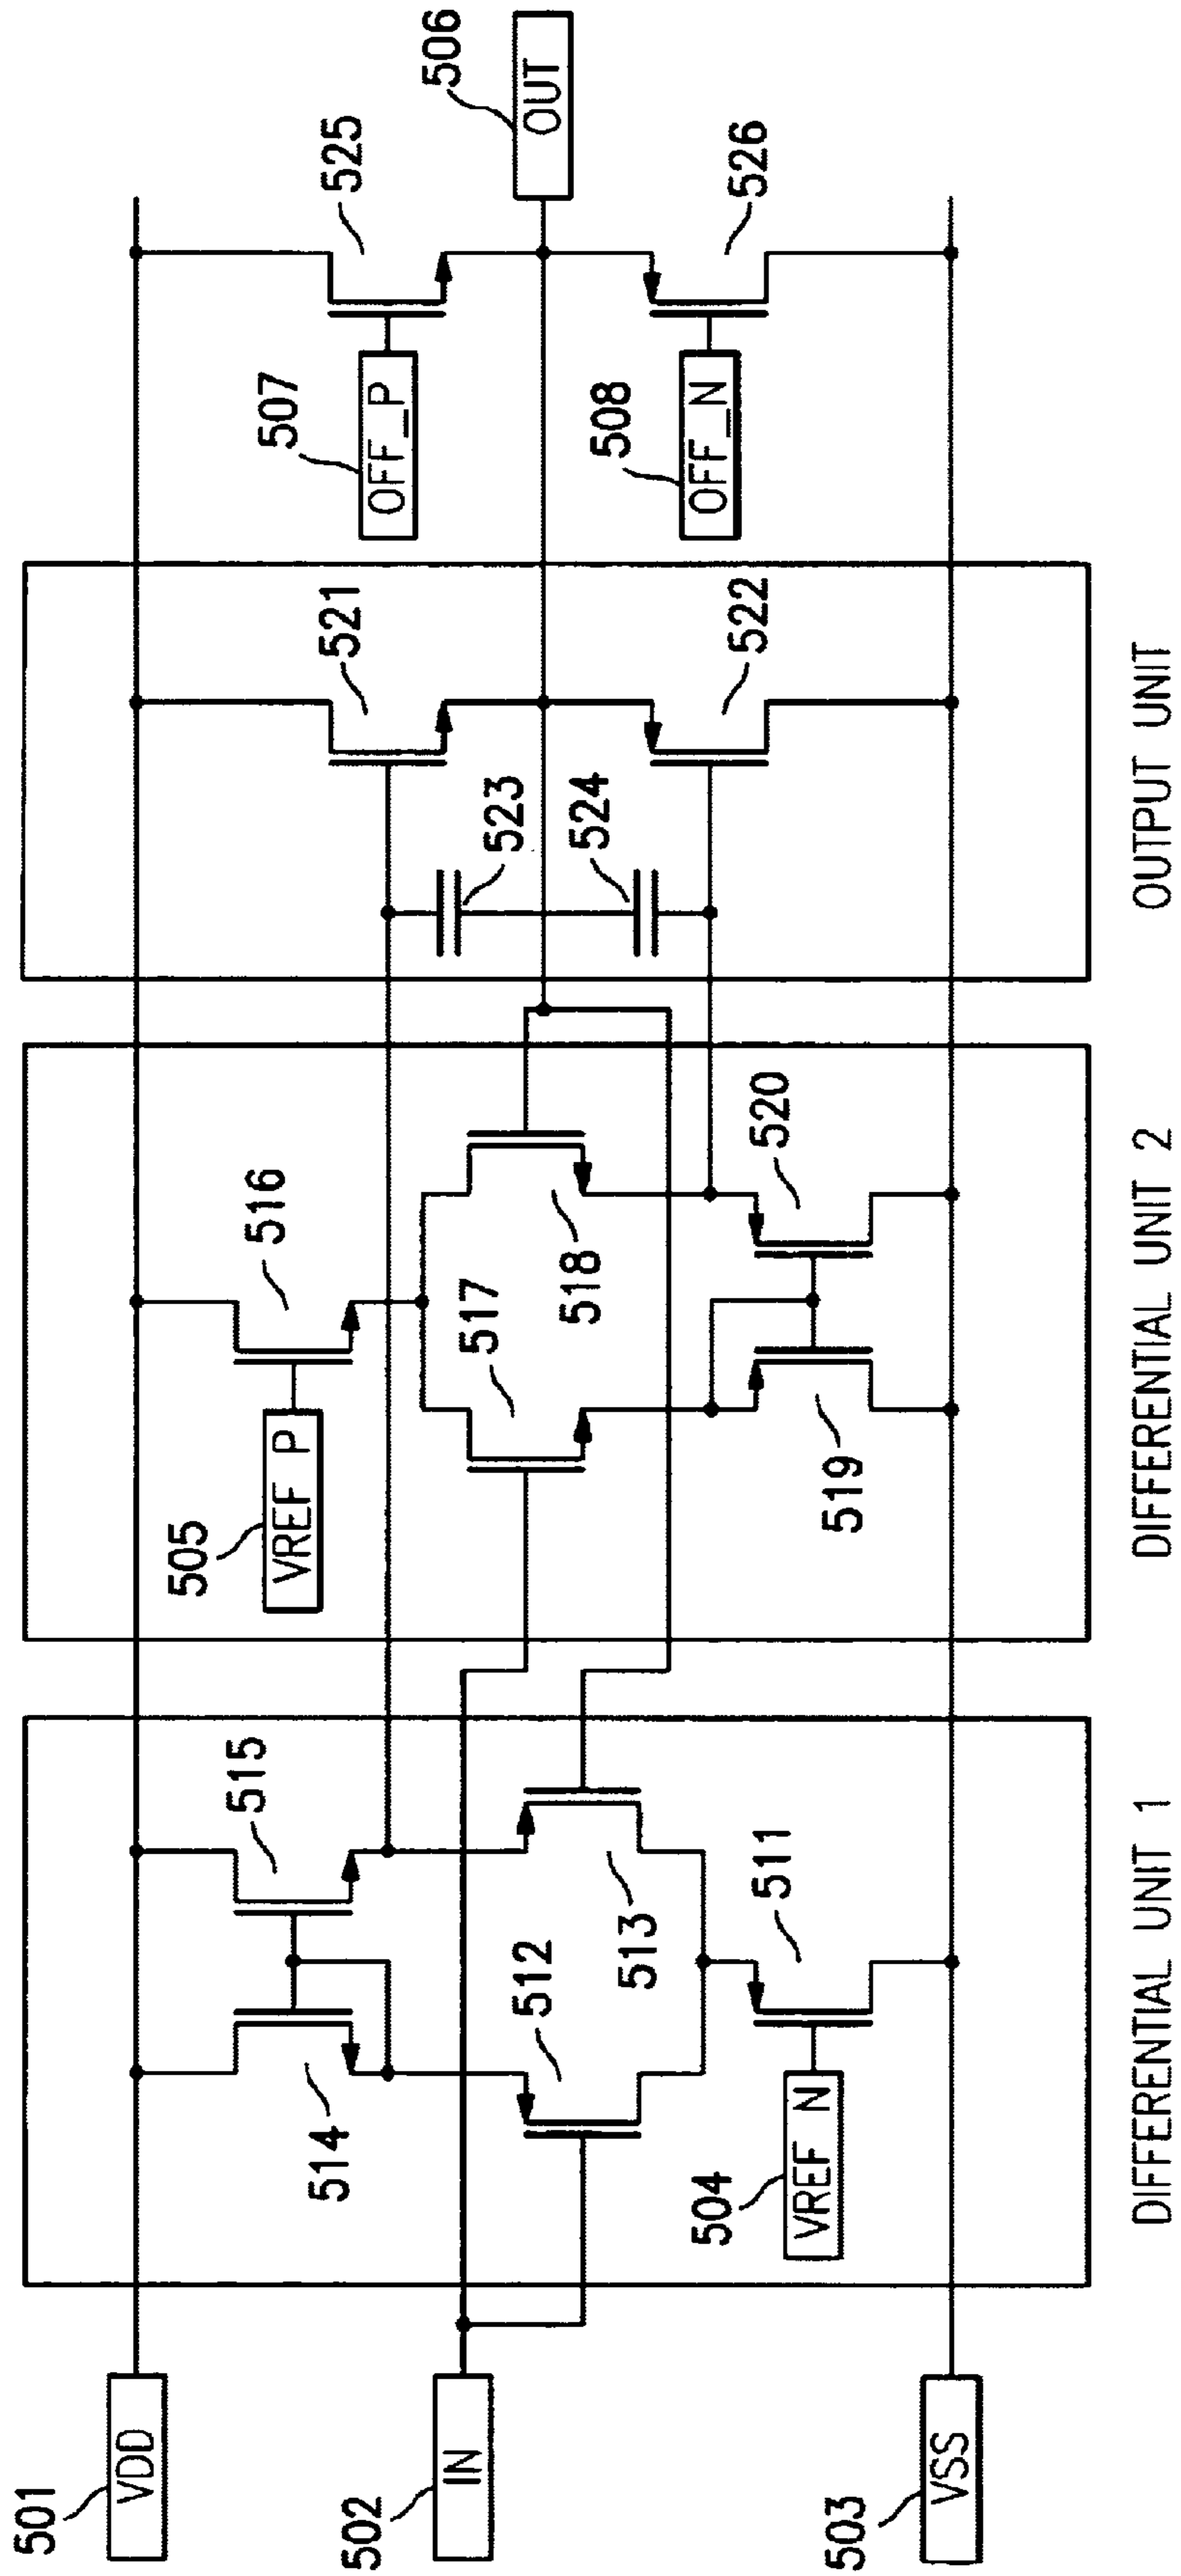 501
VDD
502
IN
503
VSS
514
515
512
513
511
504
VREF N
DIFFERENTIAL UNIT 1
505
VREF P
516
517
518
519
520
DIFFERENTIAL UNIT 2
521
522
523
524
OUTPUT UNIT
507
OFF_P
508
OFF_N
525
526
506
OUT